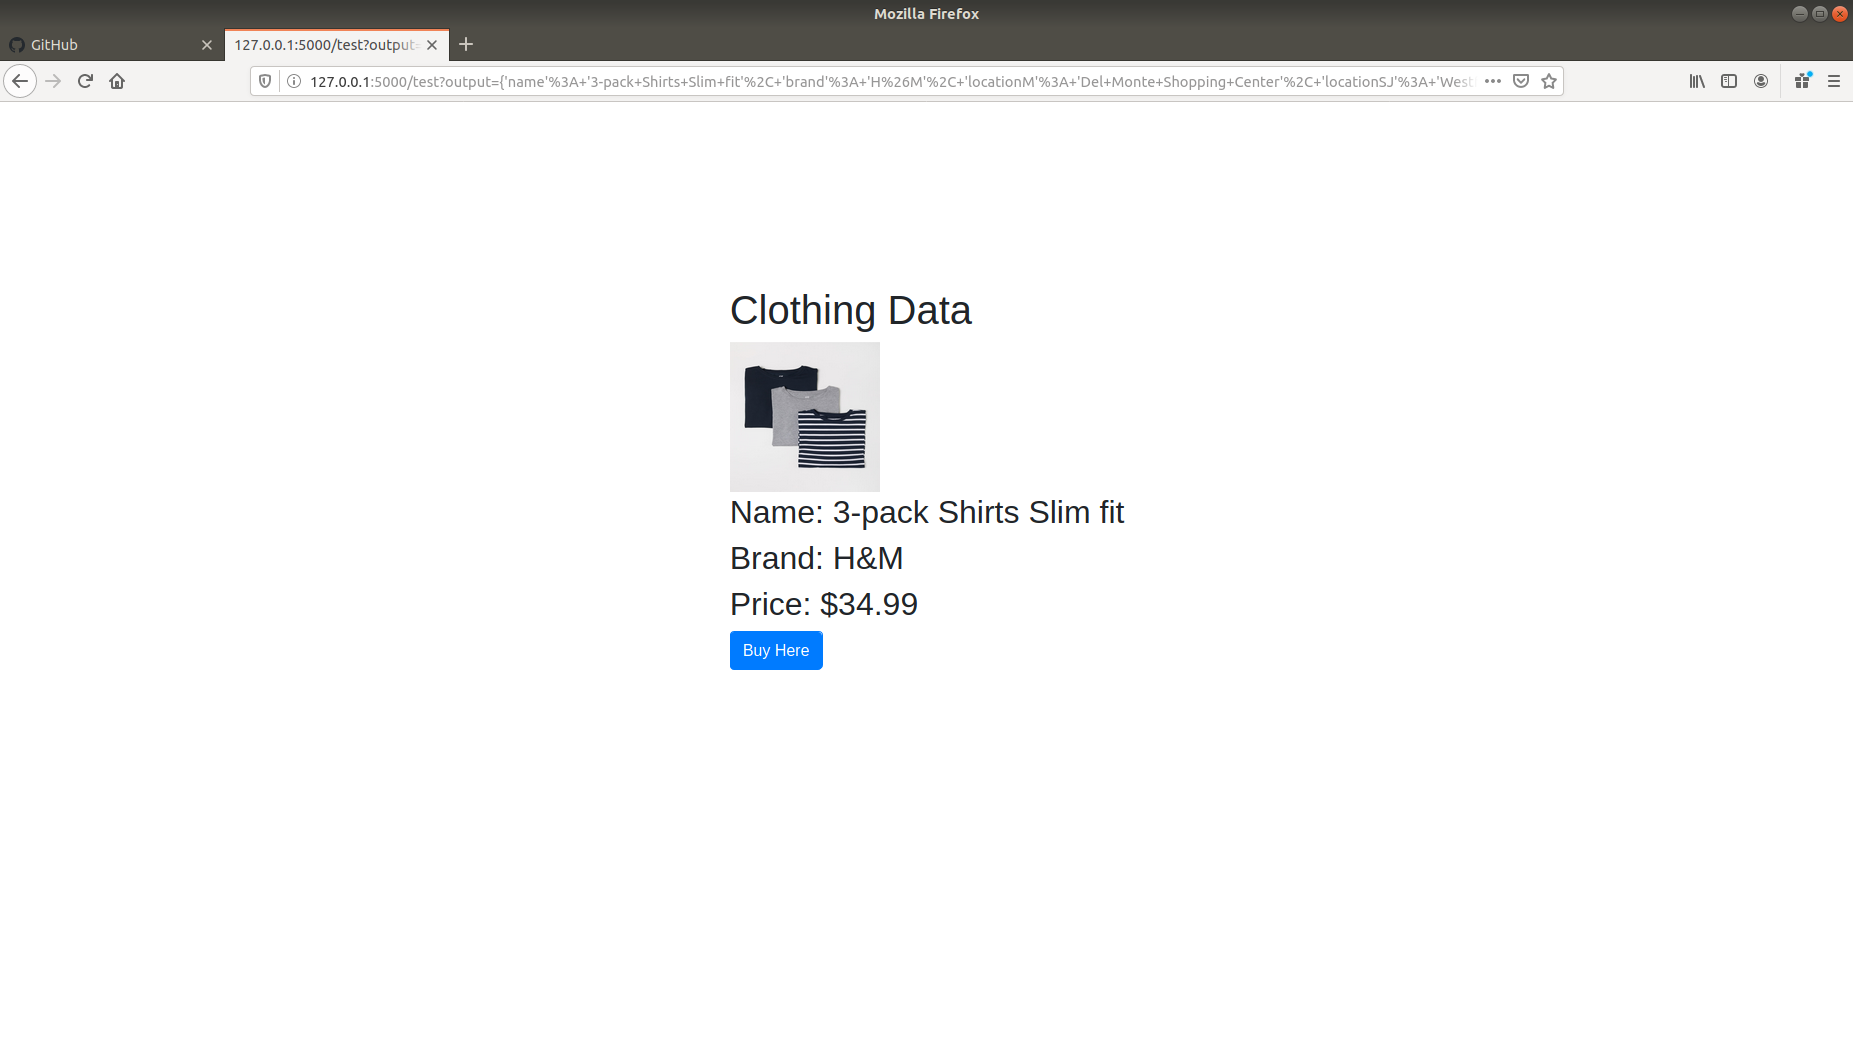 Mozilla Firefox
GitHub
127.0.0.1:5000/test?output=
127.0.0.1:5000/test?output={'name'%3A+'3-pack+Shirts+Slim+fit'%2C+'brand'%3A+'H%26M'%2C+'locationM'%3A+'Del+Monte+Shopping+Center'%2C+'locationSJ'%3A+'West
Clothing Data
Name: 3-pack Shirts Slim fit
Brand: H&M
Price: $34.99
Buy Here